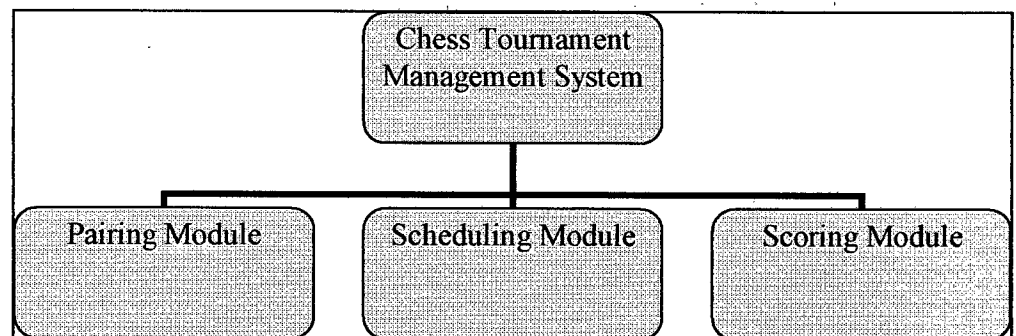 Chess Tournament
Management System
Pairing Module
Scheduling Module
Scoring Module